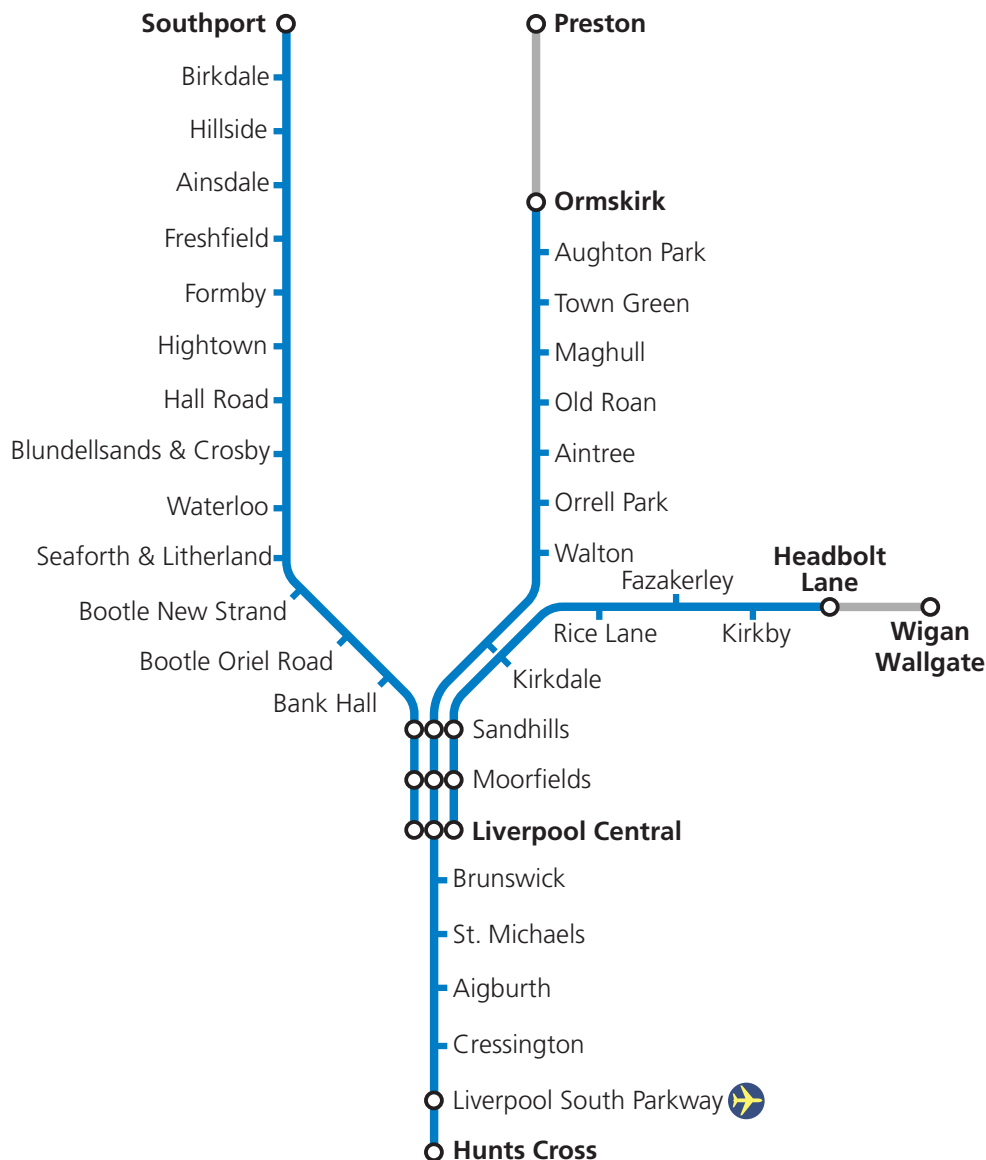 Southport
Birkdale
Hillside
Ainsdale
Freshfield
Formby
Hightown
Hall Road
Blundellsands & Crosby
Waterloo
Seaforth & Litherland
Bootle New Strand
Bootle Oriel Road
Bank Hall
Preston
Ormskirk
Aughton Park
Town Green
Maghull
Old Roan
Aintree
Orrell Park
Walton
Fazakerley
Headbolt
Lane
Rice Lane
Kirkby
Wigan
Wallgate
Kirkdale
Sandhills
Moorfields
Liverpool Central
Brunswick
St. Michaels
Aigburth
Cressington
Liverpool South Parkway
Hunts Cross